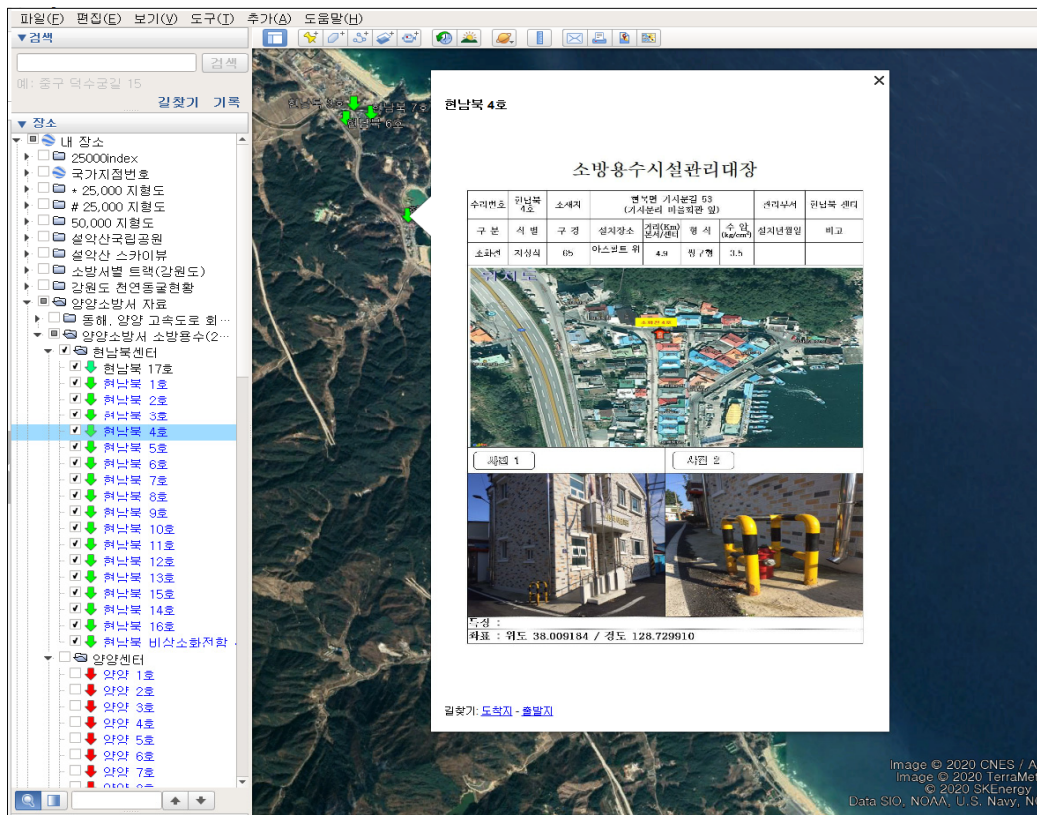 파일(F) 편집(E) 보기(V) 도구(T) 추가(A) 도움말(H)
▼검색
검색
예: 중구 덕수궁길 15
길찾기 기록
▼ 장소
내 장소
25000index
국가지점번호
* 25,000 지형도
# 25,000 지형도
50,000 지형도
설악산국립공원
설악산 스카이뷰
소방서별 트랙(강원도)
강원도 천연동굴현황
양양소방서 자료
동해, 양양 고속도로 회…
양양소방서 소방용수(2…
현남북센터
현남북 17호
현남북 1호
현남북 2호
현남북 3호
현남북 4호
현남북 5호
현남북 6호
현남북 7호
현남북 8호
현남북 9호
현남북 10호
현남북 11호
현남북 12호
현남북 13호
현남북 15호
현남북 14호
현남북 16호
현남북 비상소화전함
양양센터
양양 1호
양양 2호
양양 3호
양양 4호
양양 5호
양양 6호
양양 7호
현남북 7호
현남북 6호
현남북 4호
소방용수시설관리대장
수리번호 현남북 4호 소재지 현북면 기사문길 53 (기사문리 마을회관 앞) 관리부서 현남북 센터
구 분 식 별 구 경 설치장소 거리(Km) 본서/센터 형 식 수 압 (kg/cm²) 설치년월일 비고
소화전 지상식 65 아스팔트 위 4.9 쌍구형 3.5
소화전 4호
사진 1 사진 2
특징 :
좌표 : 위도 38.009184 / 경도 128.729910
길찾기: 도착지 - 출발지
Image © 2020 CNES / A
Image © 2020 TerraMet
© 2020 SKEnergy
Data SIO, NOAA, U.S. Navy, N